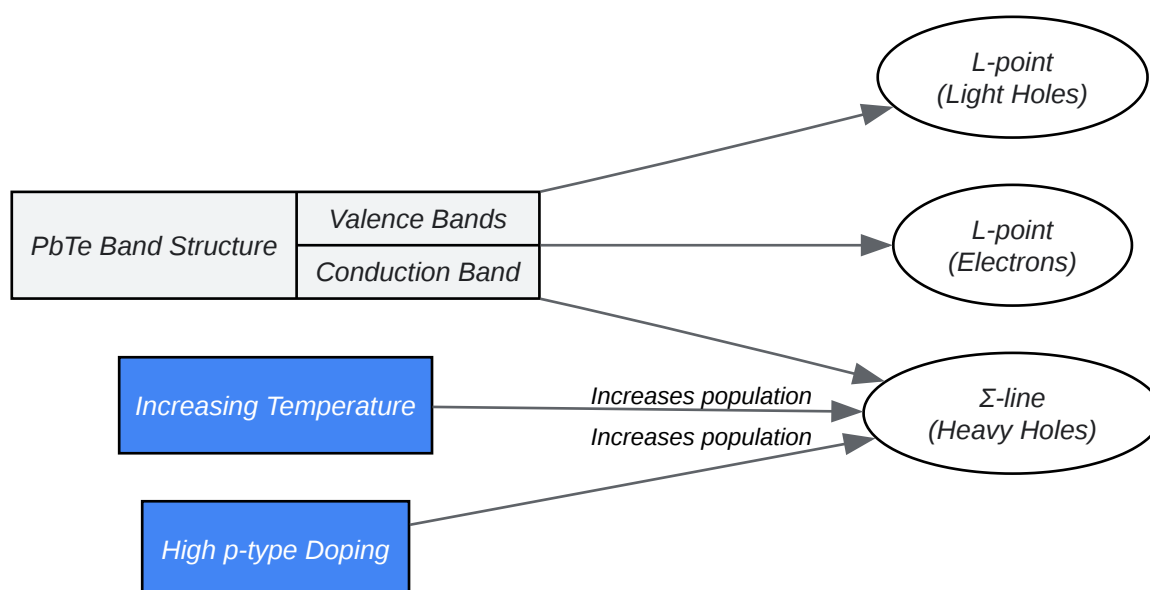 L-point
(Light Holes)
PbTe Band Structure
Valence Bands
Conduction Band
L-point
(Electrons)
Increasing Temperature
Increases population
Σ-line
(Heavy Holes)
Increases population
High p-type Doping